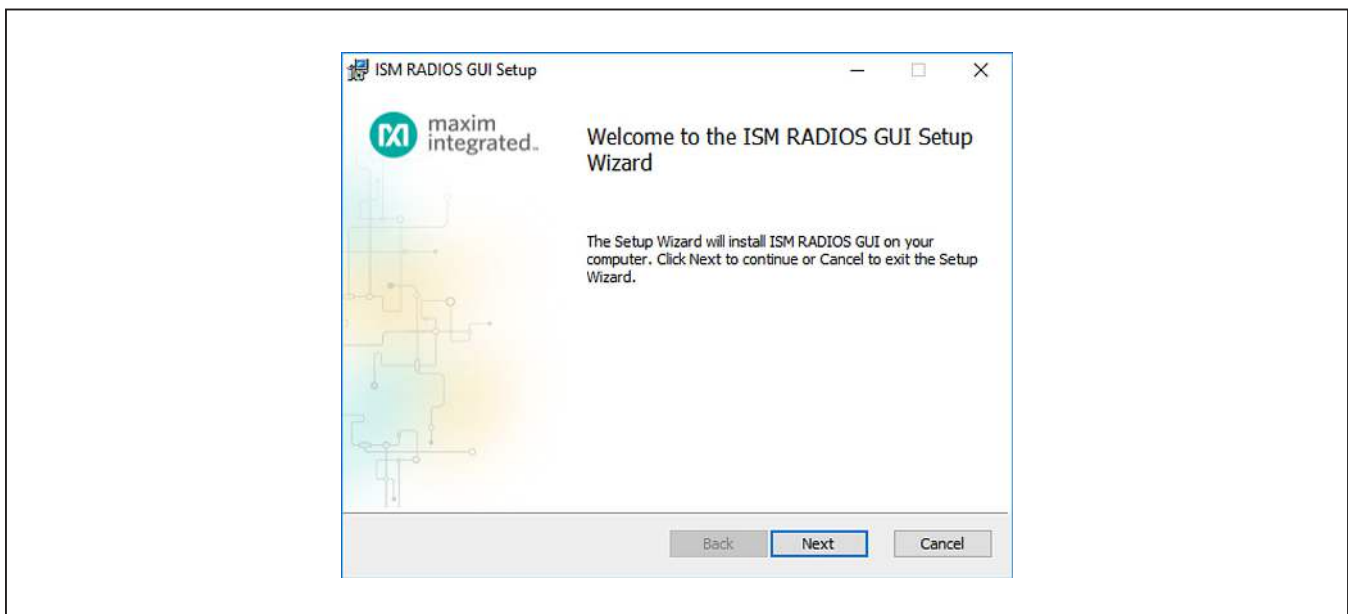 ISM RADIOS GUI Setup
maxim
integrated™
Welcome to the ISM RADIOS GUI Setup
Wizard
The Setup Wizard will install ISM RADIOS GUI on your
computer. Click Next to continue or Cancel to exit the Setup
Wizard.
Back
Next
Cancel